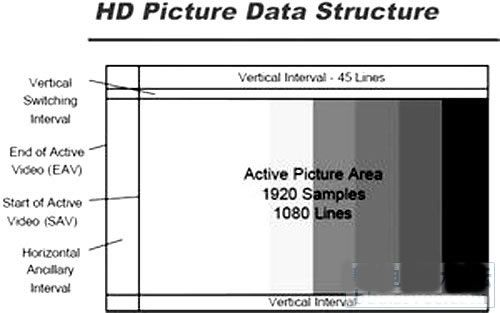 HD Picture Data Structure
Vertical Interval - 45 Lines
Vertical
Switching
Interval
End of Active
Video (EAV)
Start of Active
Video (SAV)
Horizontal
Ancillary
Interval
Active Picture Area
1920 Samples
1080 Lines
Vertical Interval-